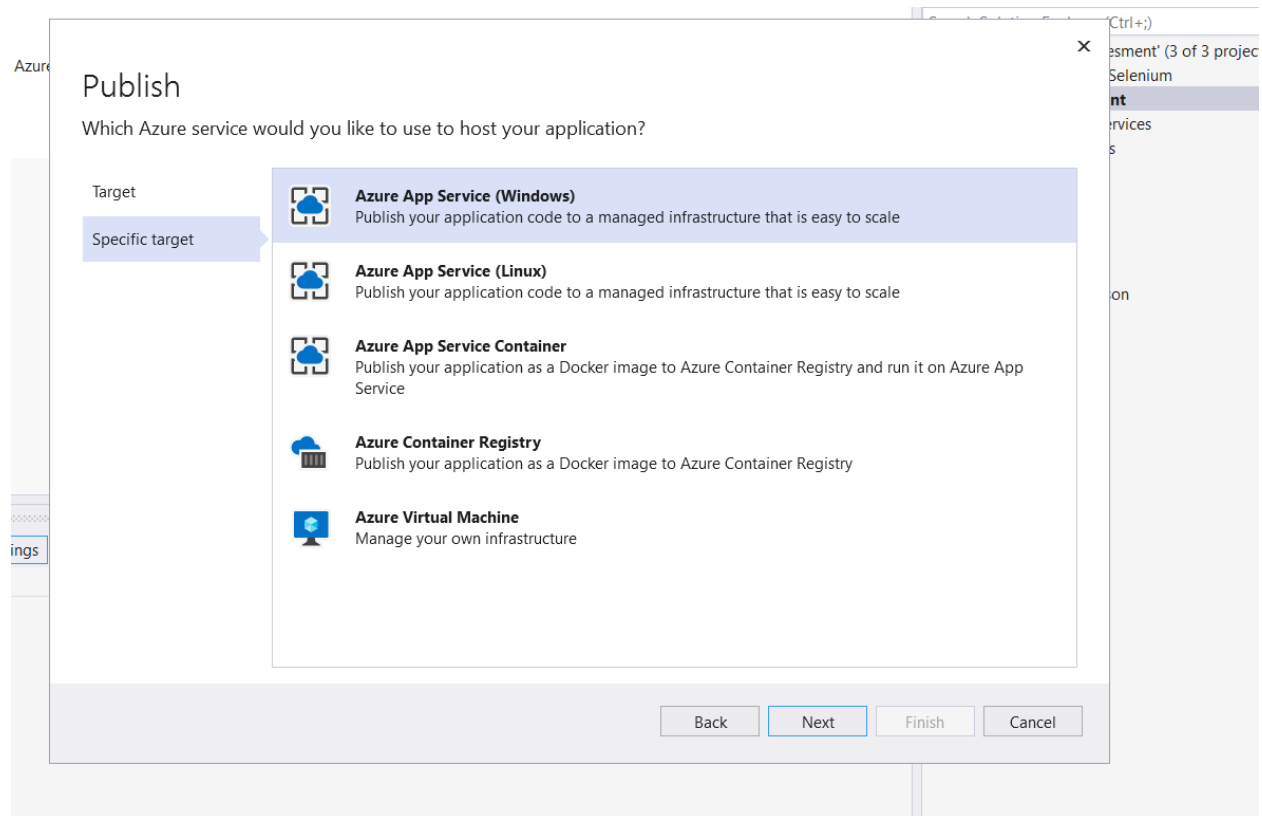 (Ctrl+;)
Azure
esment' (3 of 3 projec
Selenium
nt
ervices
s
son
ings
Publish
Which Azure service would you like to use to host your application?
Target
Specific target
Azure App Service (Windows)
Publish your application code to a managed infrastructure that is easy to scale
Azure App Service (Linux)
Publish your application code to a managed infrastructure that is easy to scale
Azure App Service Container
Publish your application as a Docker image to Azure Container Registry and run it on Azure App
Service
Azure Container Registry
Publish your application as a Docker image to Azure Container Registry
Azure Virtual Machine
Manage your own infrastructure
Back
Next
Finish
Cancel